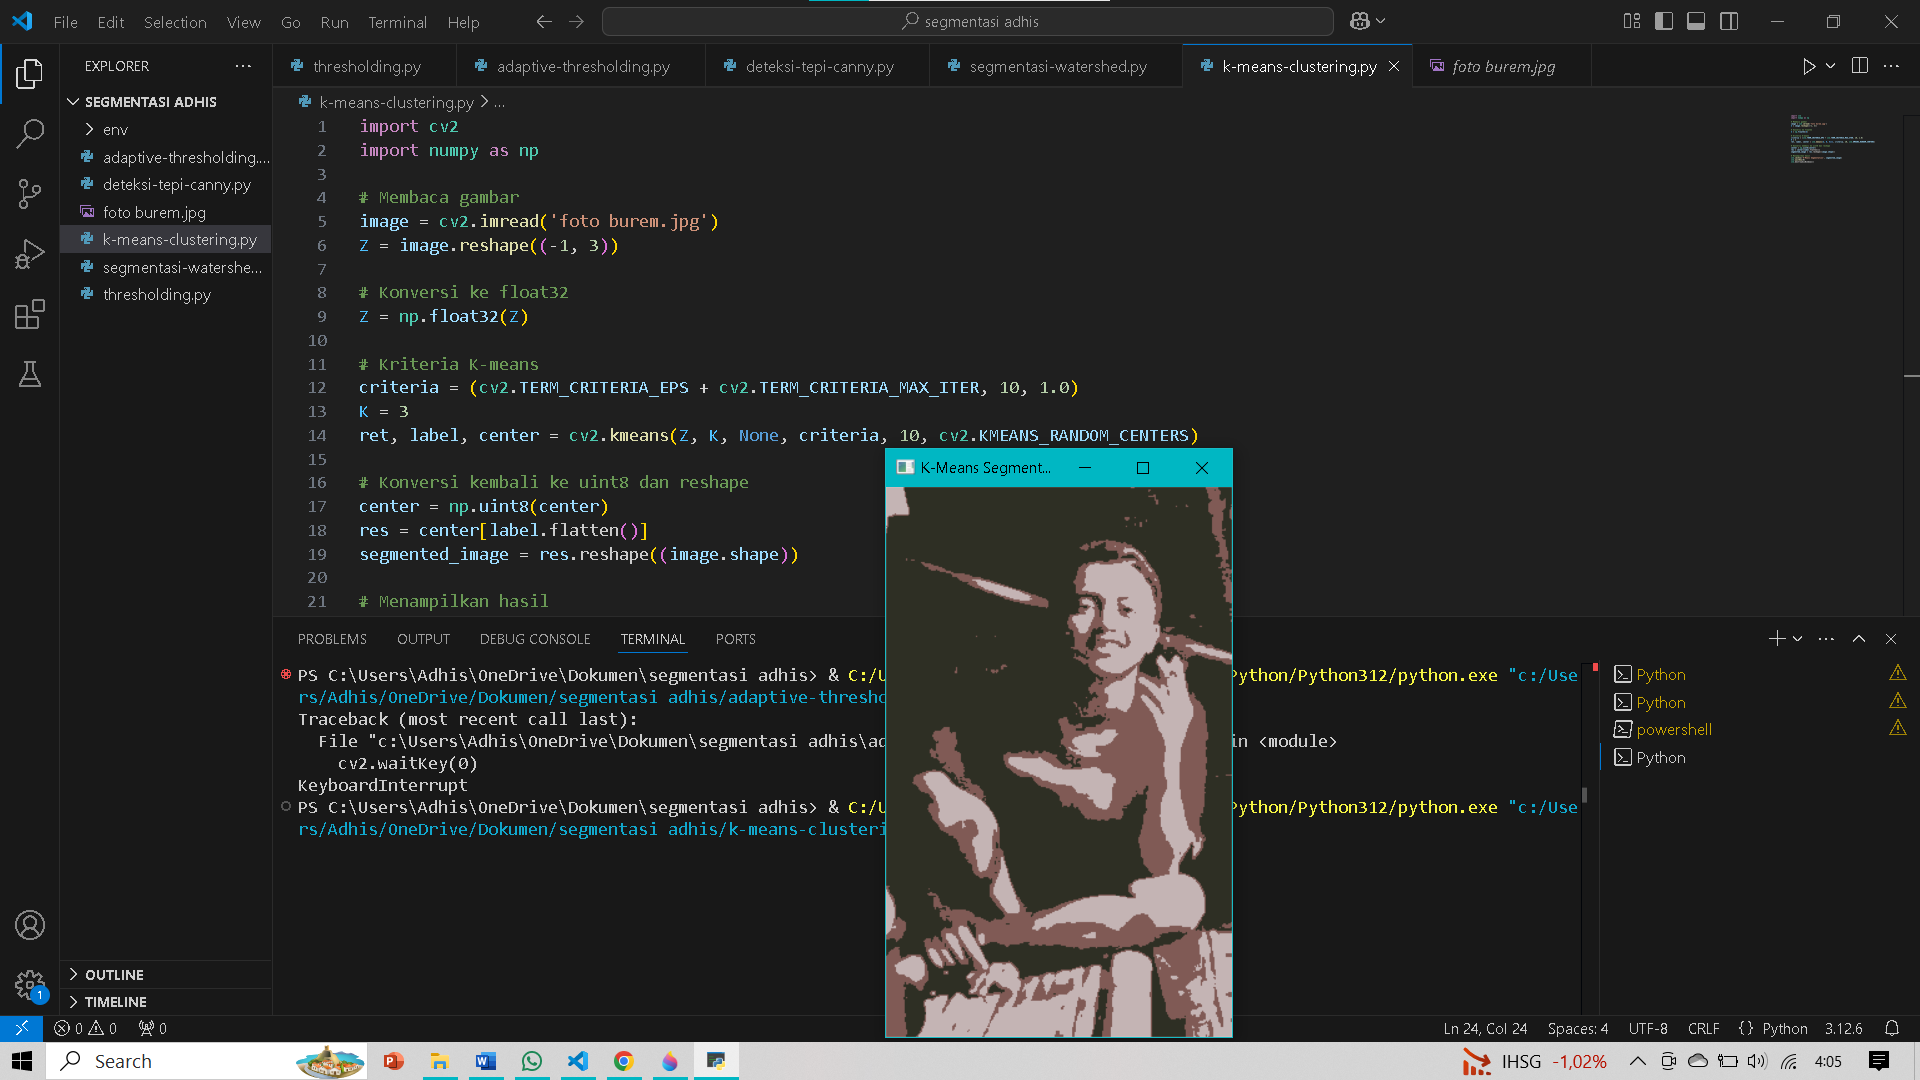 File Edit Selection View Go Run Terminal Help
segmentasi adhis
EXPLORER
SEGMENTASI ADHIS
env
adaptive-thresholding....
deteksi-tepi-canny.py
foto burem.jpg
k-means-clustering.py
segmentasi-watershe...
thresholding.py
OUTLINE
TIMELINE
thresholding.py adaptive-thresholding.py deteksi-tepi-canny.py segmentasi-watershed.py k-means-clustering.py foto burem.jpg
k-means-clustering.py > ...
1 import cv2
2 import numpy as np
3
4 # Membaca gambar
5 image = cv2.imread('foto burem.jpg')
6 Z = image.reshape((-1, 3))
7
8 # Konversi ke float32
9 Z = np.float32(Z)
10
11 # Kriteria K-means
12 criteria = (cv2.TERM_CRITERIA_EPS + cv2.TERM_CRITERIA_MAX_ITER, 10, 1.0)
13 K = 3
14 ret, label, center = cv2.kmeans(Z, K, None, criteria, 10, cv2.KMEANS_RANDOM_CENTERS)
15
16 # Konversi kembali ke uint8 dan reshape
17 center = np.uint8(center)
18 res = center[label.flatten()]
19 segmented_image = res.reshape((image.shape))
20
21 # Menampilkan hasil
K-Means Segment...
PROBLEMS OUTPUT DEBUG CONSOLE TERMINAL PORTS
PS C:\Users\Adhis\OneDrive\Dokumen\segmentasi adhis> & C:/U Python/Python312/python.exe "c:/Use
rs/Adhis/OneDrive/Dokumen/segmentasi adhis/adaptive-thresho
Traceback (most recent call last):
File "c:\Users\Adhis\OneDrive\Dokumen\segmentasi adhis\ad in <module>
cv2.waitKey(0)
KeyboardInterrupt
PS C:\Users\Adhis\OneDrive\Dokumen\segmentasi adhis> & C:/U Python/Python312/python.exe "c:/Use
rs/Adhis/OneDrive/Dokumen/segmentasi adhis/k-means-clusteri
Python
Python
powershell
Python
1
0 0 0
Ln 24, Col 24 Spaces: 4 UTF-8 CRLF {} Python 3.12.6
Search
IHSG -1,02%
4:05